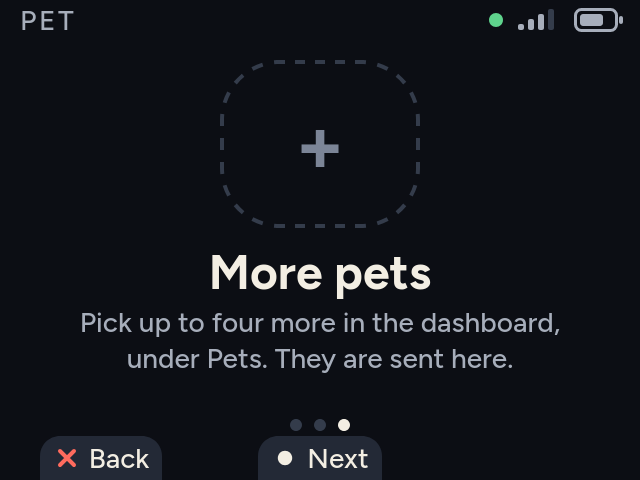 PET
More pets
Pick up to four more in the dashboard,
under Pets. They are sent here.
Back
Next